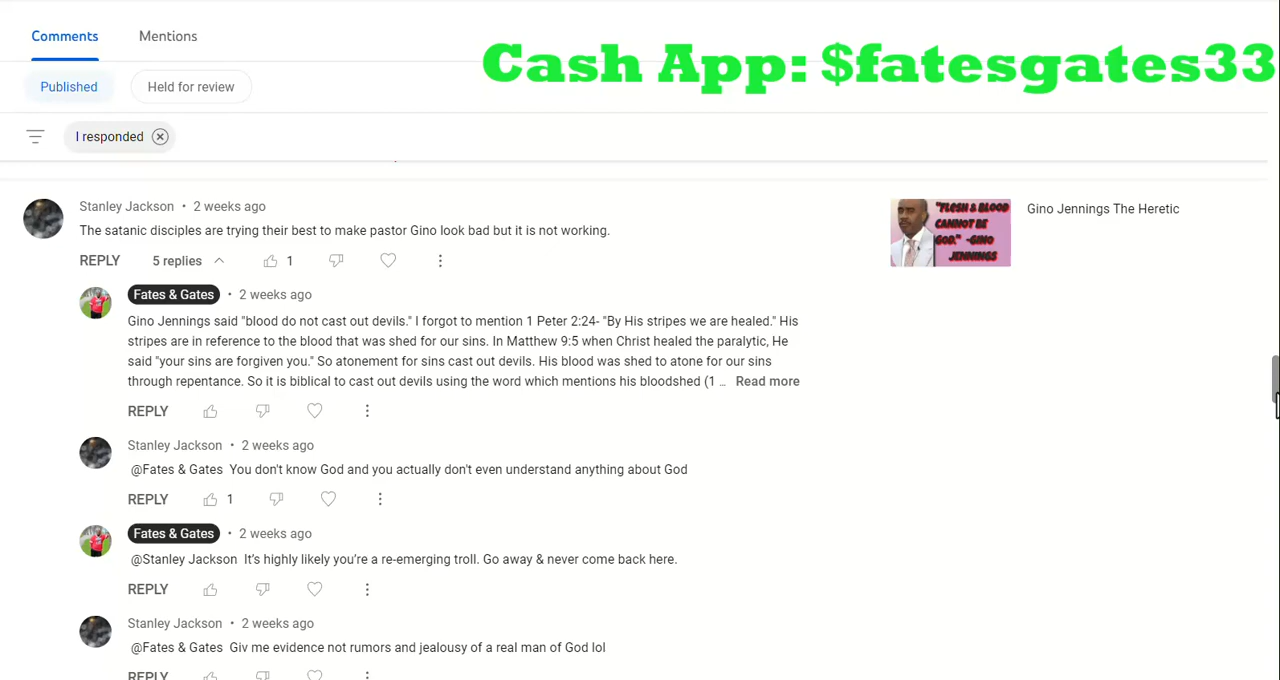 Comments
Mentions
Cash App: $fatesgates33
Published
Held for review
I responded
Stanley Jackson • 2 weeks ago
The satanic disciples are trying their best to make pastor Gino look bad but it is not working.
REPLY 5 replies 1
"FLESH & BLOOD
CANNOT BE
GOD." -GINO
JENNINGS
Gino Jennings The Heretic
Fates & Gates • 2 weeks ago
Gino Jennings said "blood do not cast out devils." I forgot to mention 1 Peter 2:24- "By His stripes we are healed." His
stripes are in reference to the blood that was shed for our sins. In Matthew 9:5 when Christ healed the paralytic, He
said "your sins are forgiven you." So atonement for sins cast out devils. His blood was shed to atone for our sins
through repentance. So it is biblical to cast out devils using the word which mentions his bloodshed (1 … Read more
REPLY
Stanley Jackson • 2 weeks ago
@Fates & Gates You don't know God and you actually don't even understand anything about God
REPLY 1
Fates & Gates • 2 weeks ago
@Stanley Jackson It's highly likely you're a re-emerging troll. Go away & never come back here.
REPLY
Stanley Jackson • 2 weeks ago
@Fates & Gates Giv me evidence not rumors and jealousy of a real man of God lol
REPLY